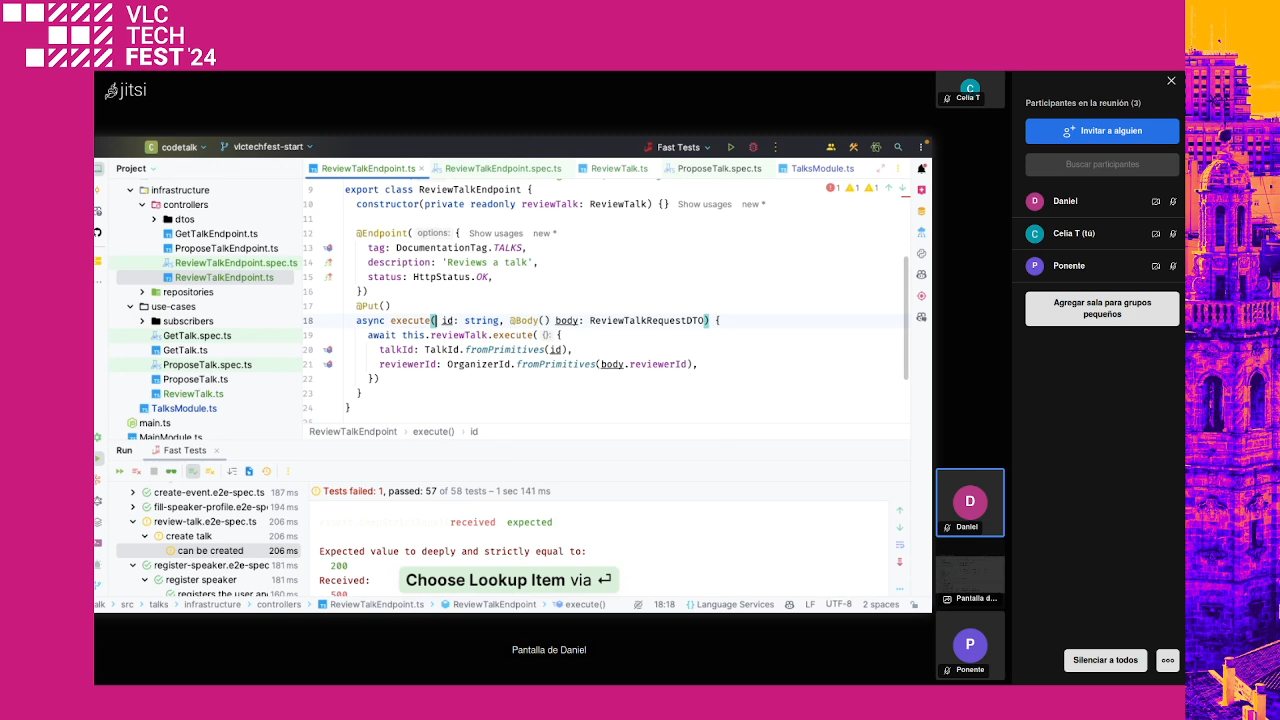 VLC
TECH
FEST '24
jitsi
codetalk
vlctechfest-start
Fast Tests
Project
ReviewTalkEndpoint.ts
ReviewTalkEndpoint.spec.ts
ReviewTalk.ts
ProposeTalk.spec.ts
TalksModule.ts
infrastructure
controllers
dtos
GetTalkEndpoint.ts
ProposeTalkEndpoint.ts
ReviewTalkEndpoint.spec.ts
ReviewTalkEndpoint.ts
repositories
use-cases
subscribers
GetTalk.spec.ts
GetTalk.ts
ProposeTalk.spec.ts
ProposeTalk.ts
ReviewTalk.ts
TalksModule.ts
main.ts
MainModule.ts
1 1 1
9 export class ReviewTalkEndpoint {
10 constructor(private readonly reviewTalk: ReviewTalk) {} Show usages new *
11
12 @Endpoint( options: { Show usages new *
13 tag: DocumentationTag.TALKS,
14 description: 'Reviews a talk',
15 status: HttpStatus.OK,
16 })
17 @Put()
18 async execute( id: string, @Body() body: ReviewTalkRequestDTO) {
19 await this.reviewTalk.execute( {}: {
20 talkId: TalkId.fromPrimitives(id),
21 reviewerId: OrganizerId.fromPrimitives(body.reviewerId),
22 })
23 }
24 }
ReviewTalkEndpoint
execute()
id
Run
Fast Tests
create-event.e2e-spec.ts 187 ms
fill-speaker-profile.e2e-spe 194 ms
review-talk.e2e-spec.ts 206 ms
create talk 206 ms
can be created 206 ms
register-speaker.e2e-spec 181 ms
register speaker 181 ms
registers the user an 160 ms
Tests failed: 1, passed: 57 of 58 tests – 1 sec 141 ms
received expected
Expected value to deeply and strictly equal to:
200
Received:
500
Choose Lookup Item via ⏎
alk
src
talks
infrastructure
controllers
ReviewTalkEndpoint.ts
ReviewTalkEndpoint
execute()
18:18
Language Services
LF
UTF-8
2 spaces
Pantalla de Daniel
C
Celia T
D
Daniel
Pantalla d...
P
Ponente
Participantes en la reunión (3)
Invitar a alguien
Buscar participantes
D Daniel
C Celia T (tú)
P Ponente
Agregar sala para grupos
pequeños
Silenciar a todos